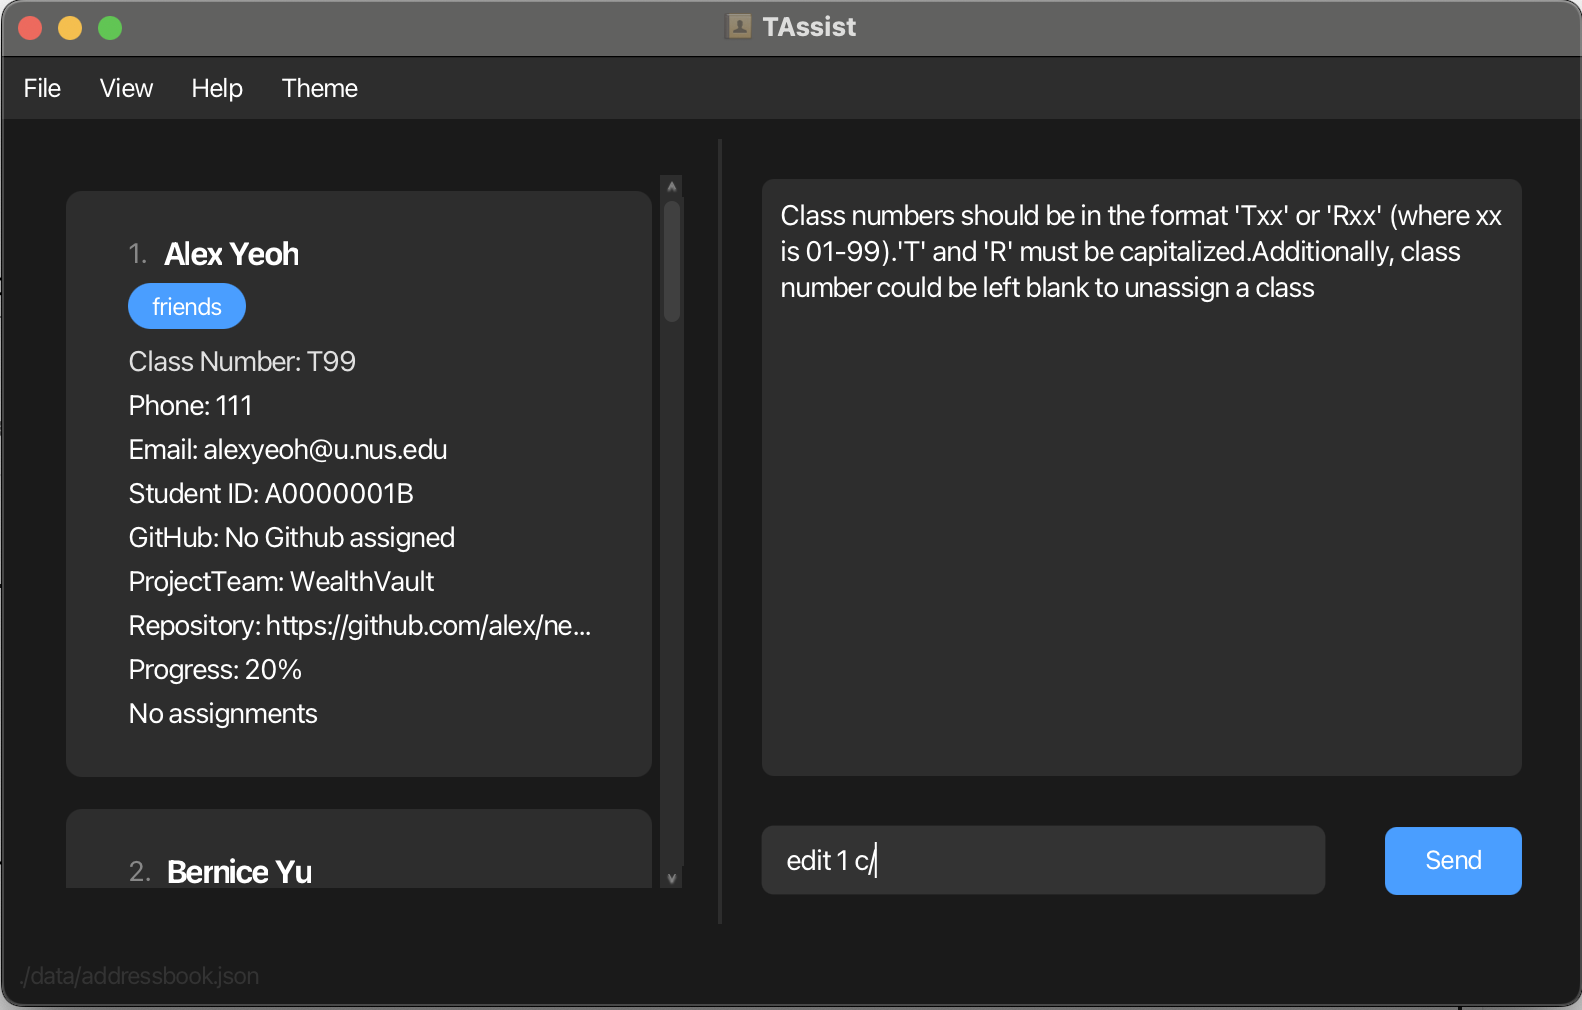 TAssist
File View Help Theme
1. Alex Yeoh
friends
Class Number: T99
Phone: 111
Email: alexyeoh@u.nus.edu
Student ID: A0000001B
GitHub: No Github assigned
ProjectTeam: WealthVault
Repository: https://github.com/alex/ne...
Progress: 20%
No assignments
2. Bernice Yu
Class numbers should be in the format 'Txx' or 'Rxx' (where xx
is 01-99).'T' and 'R' must be capitalized.Additionally, class
number could be left blank to unassign a class
edit 1 c/
Send
./data/addressbook.json